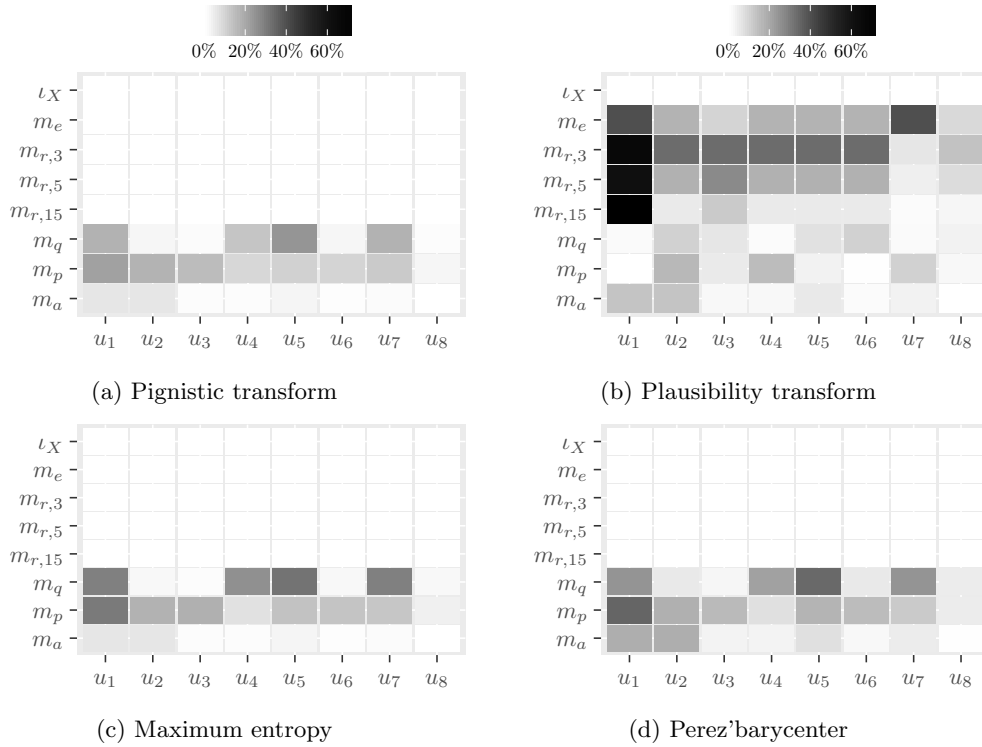 0% 20% 40% 60%
0% 20% 40% 60%
ιX
me
mr,3
mr,5
mr,15
mq
mp
ma
u1 u2 u3 u4 u5 u6 u7 u8
(a) Pignistic transform
ιX
me
mr,3
mr,5
mr,15
mq
mp
ma
u1 u2 u3 u4 u5 u6 u7 u8
(b) Plausibility transform
ιX
me
mr,3
mr,5
mr,15
mq
mp
ma
u1 u2 u3 u4 u5 u6 u7 u8
(c) Maximum entropy
ιX
me
mr,3
mr,5
mr,15
mq
mp
ma
u1 u2 u3 u4 u5 u6 u7 u8
(d) Perez'barycenter